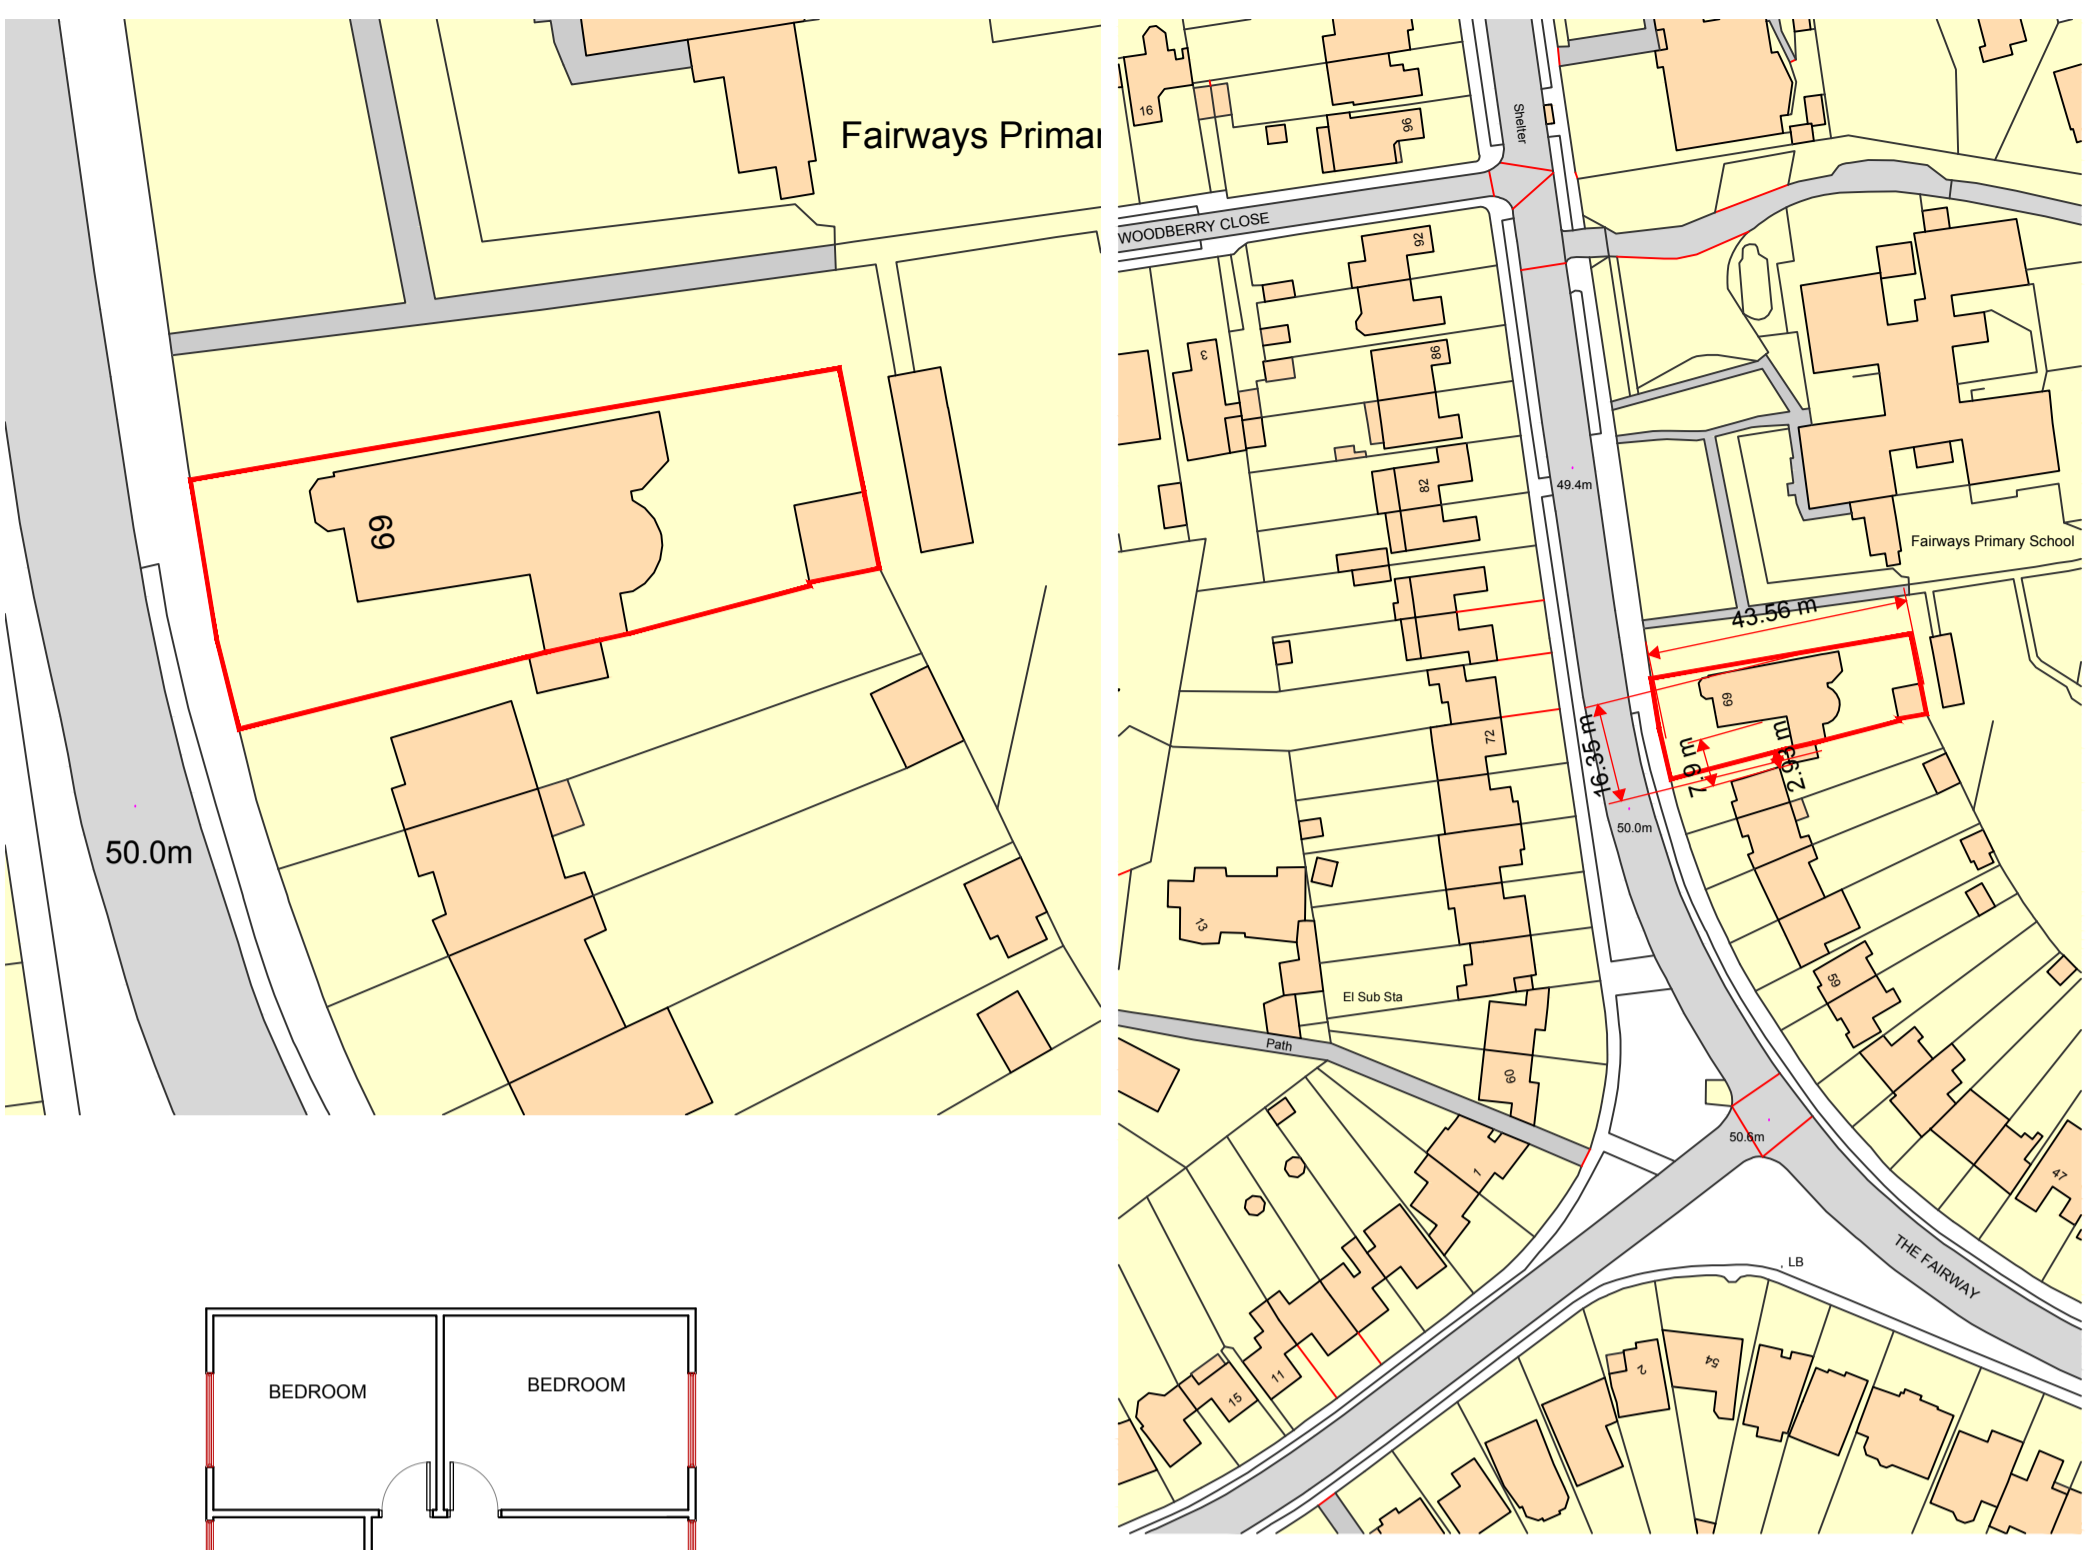 Fairways Primar
69
50.0m
BEDROOM
BEDROOM
16
96
Shelter
WOODBERRY CLOSE
92
3
86
82
49.4m
Fairways Primary School
43.56 m
69
16.35 m
7.9 m
2.93m
72
50.0m
13
59
El Sub Sta
Path
60
1
50.6m
47
THE FAIRWAY
LB
2
54
11
15